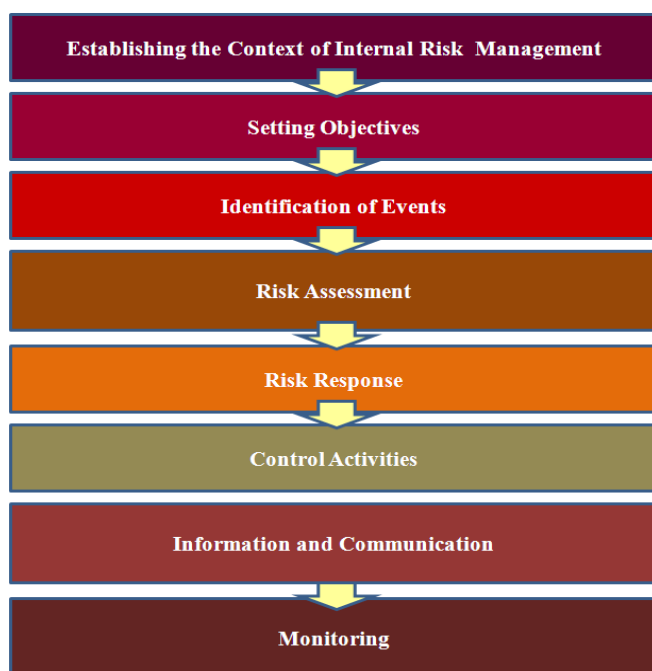 Establishing the Context of Internal Risk Management
Setting Objectives
Identification of Events
Risk Assessment
Risk Response
Control Activities
Information and Communication
Monitoring